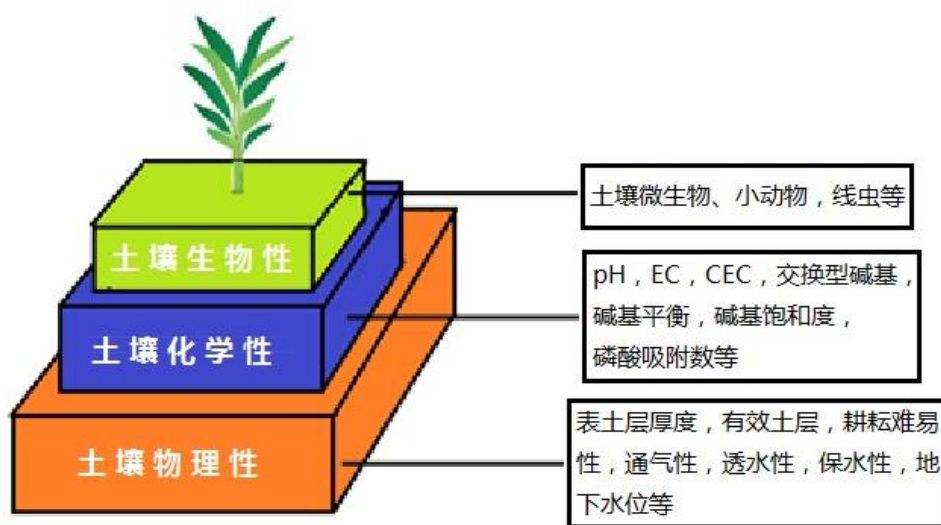 土壤微生物、小动物，线虫等
土壤生物性
pH，EC，CEC，交换型碱基，
碱基平衡，碱基饱和度，
磷酸吸附数等
土壤化学性
表土层厚度，有效土层，耕耘难易
性，通气性，透水性，保水性，地
下水位等
土壤物理性